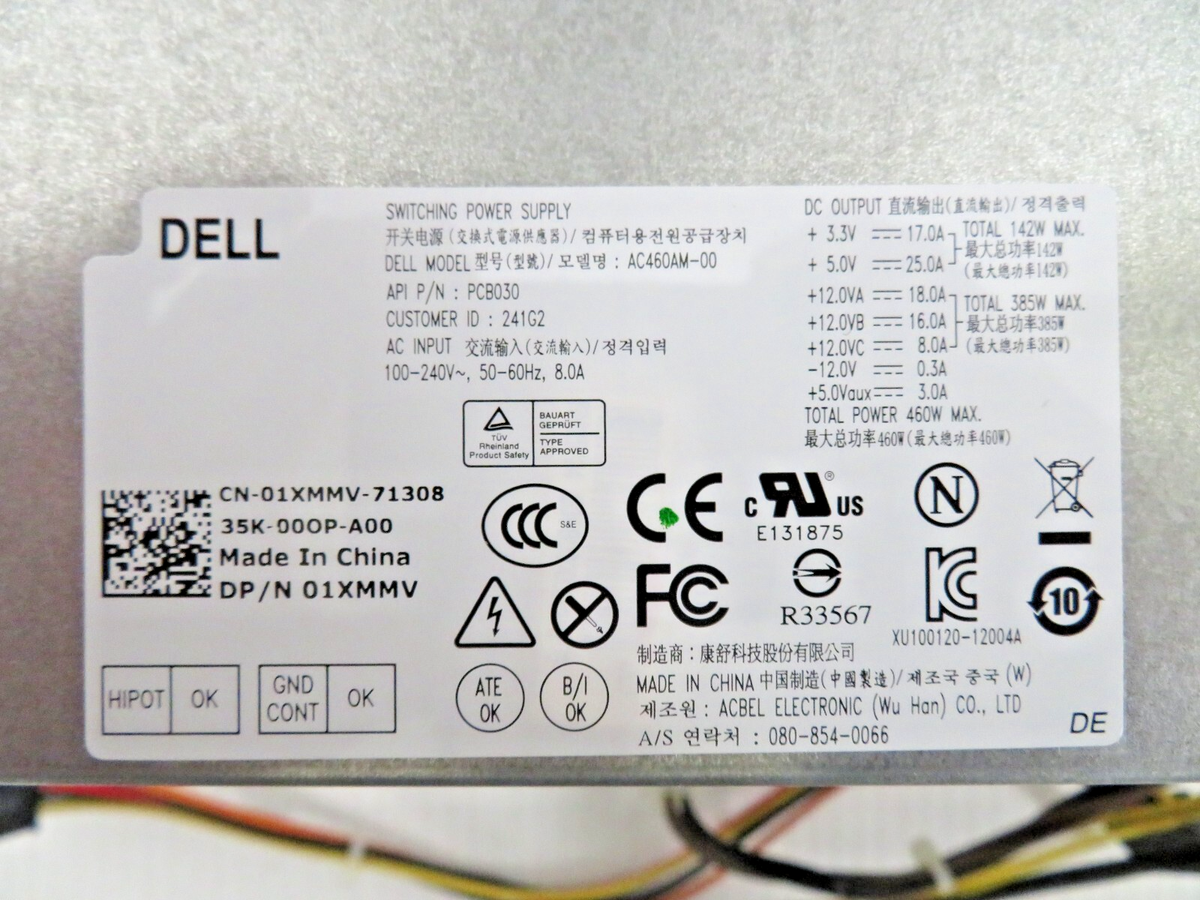 DELL
SWITCHING POWER SUPPLY
开关电源 (交換式電源供應器)/ 컴퓨터용전원공급장치
DELL MODEL 型号(型號)/ 모델명 : AC460AM-00
API P/N : PCB030
CUSTOMER ID : 241G2
AC INPUT 交流输入(交流輸入)/정격입력
100-240V~, 50-60Hz, 8.0A
DC OUTPUT 直流输出(直流輸出)/ 정격출력
+ 3.3V ⎓ 17.0A
+ 5.0V ⎓ 25.0A
TOTAL 142W MAX.
最大总功率142W
(最大總功率142W)
+12.0VA ⎓ 18.0A
+12.0VB ⎓ 16.0A
+12.0VC ⎓ 8.0A
TOTAL 385W MAX.
最大总功率385W
(最大總功率385W)
-12.0V ⎓ 0.3A
+5.0Vaux ⎓ 3.0A
TOTAL POWER 460W MAX.
最大总功率460W(最大總功率460W)
TÜV
Rheinland
Product Safety
BAUART
GEPRÜFT
TYPE
APPROVED
CN-01XMMV-71308
35K-00OP-A00
Made In China
DP/N 01XMMV
CCC S&E
CE
c RU ® US
E131875
N
FC
R33567
KC
XU100120-12004A
10
HIPOT OK
GND
CONT
OK
ATE
OK
B/I
OK
制造商 : 康舒科技股份有限公司
MADE IN CHINA 中国制造(中國製造)/ 제조국 중국 (W)
제조원 : ACBEL ELECTRONIC (Wu Han) CO., LTD
A/S 연락처 : 080-854-0066
DE